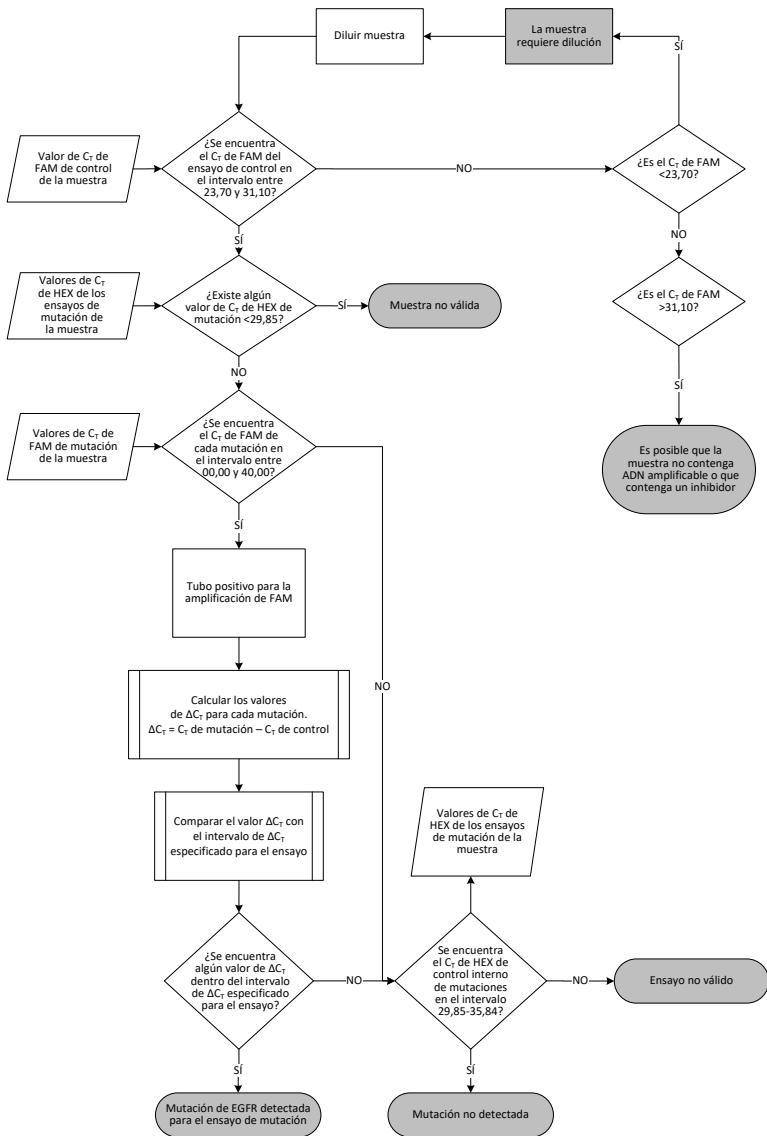 Diluir muestra
La muestra
requiere dilución
SÍ
Valor de CT de
FAM de control
de la muestra
¿Se encuentra
el CT de FAM del
ensayo de control en
el intervalo entre
23,70 y 31,10?
NO
¿Es el CT de FAM
<23,70?
SÍ
NO
Valores de CT
de HEX de los
ensayos de
mutación de
la muestra
¿Existe algún
valor de CT de HEX de
mutación <29,85?
SÍ
Muestra no válida
¿Es el CT de FAM
>31,10?
NO
SÍ
Valores de CT de
FAM de mutación
de la muestra
¿Se encuentra
el CT de FAM de
cada mutación en
el intervalo entre
00,00 y 40,00?
Es posible que la
muestra no contenga
ADN amplificable o que
contenga un inhibidor
SÍ
Tubo positivo para la
amplificación de FAM
NO
Calcular los valores
de ΔCT para cada mutación.
ΔCT = CT de mutación – CT de control
Comparar el valor ΔCT con
el intervalo de ΔCT
especificado para el ensayo
Valores de CT de
HEX de los ensayos
de mutación de la
muestra
¿Se encuentra
algún valor de ΔCT
dentro del intervalo
de ΔCT especificado
para el ensayo?
NO
Se encuentra
el CT de HEX de
control interno
de mutaciones
en el intervalo
29,85-35,84?
NO
Ensayo no válido
SÍ
SÍ
Mutación de EGFR detectada
para el ensayo de mutación
Mutación no detectada